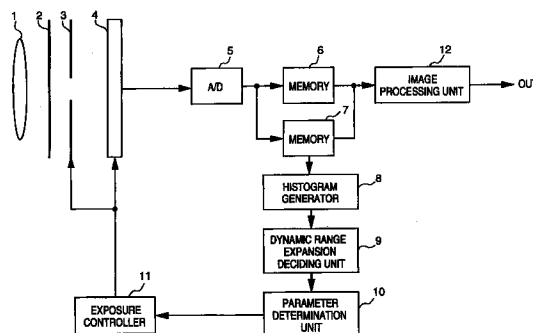 1
2
3
4
5
A/D
6
MEMORY
7
MEMORY
12
IMAGE
PROCESSING UNIT
OUT
HISTOGRAM
GENERATOR
8
DYNAMIC RANGE
EXPANSION
DECIDING UNIT
9
PARAMETER
DETERMINATION
UNIT
10
11
EXPOSURE
CONTROLLER